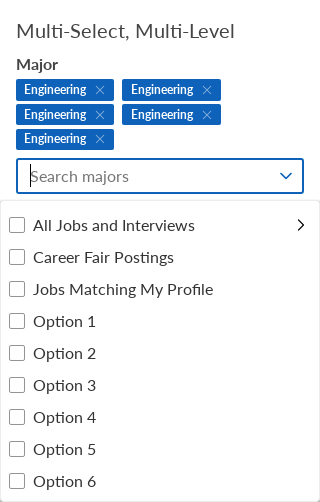 Multi-Select, Multi-Level
Major
Engineering Engineering
Engineering Engineering
Engineering
Search majors
All Jobs and Interviews
Career Fair Postings
Jobs Matching My Profile
Option 1
Option 2
Option 3
Option 4
Option 5
Option 6